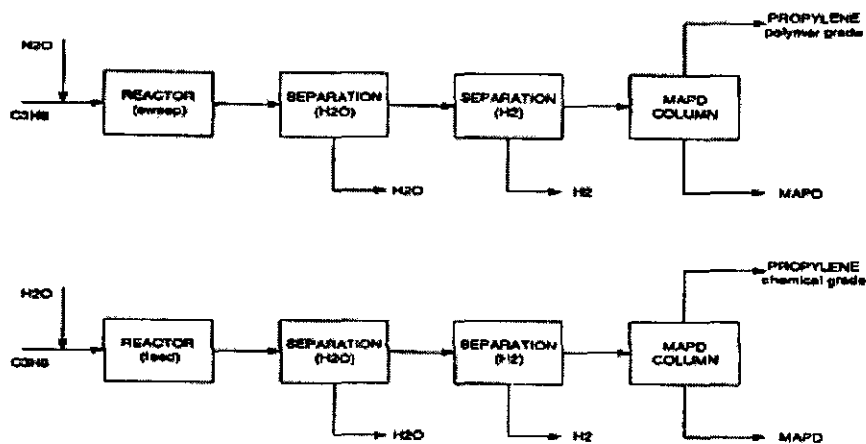 PROPYLENE
polymer grade
H2O
C3H8
REACTOR
(sweep)
SEPARATION
(H2O)
SEPARATION
(H2)
MAPD
COLUMN
H2O
H2
MAPD
PROPYLENE
chemical grade
H2O
C3H8
REACTOR
(feed)
SEPARATION
(H2O)
SEPARATION
(H2)
MAPD
COLUMN
H2O
H2
MAPD